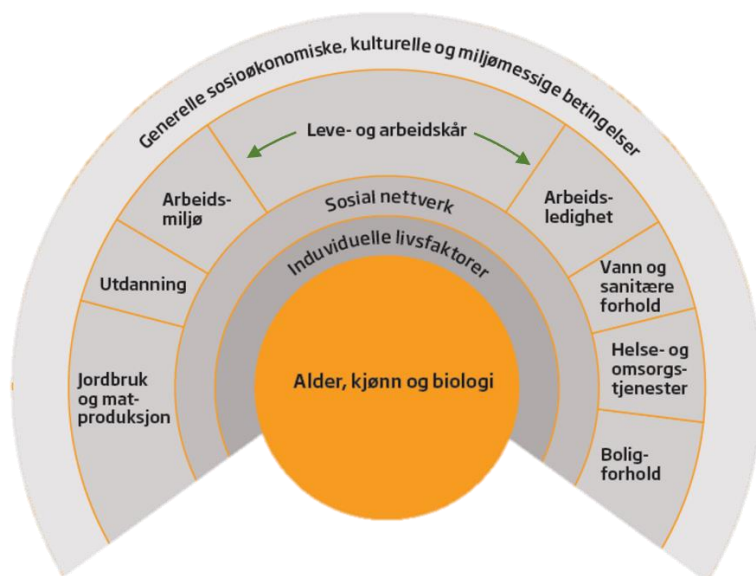 Generelle sosioøkonomiske, kulturelle og miljømessige betingelser
Leve- og arbeidskår
Arbeids-
miljø
Utdanning
Jordbruk
og mat-
produksjon
Arbeids-
ledighet
Vann og
sanitære
forhold
Helse- og
omsorgs-
tjenester
Bolig-
forhold
Sosial nettverk
Induviduelle livsfaktorer
Alder, kjønn og biologi